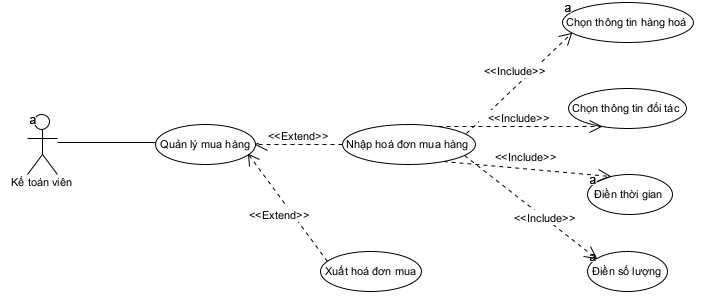 a
Chọn thông tin hàng hoá
<<Include>>
Chọn thông tin đối tác
<<Include>>
a
Quản lý mua hàng
<<Extend>>
Nhập hoá đơn mua hàng
<<Include>>
Kế toán viên
a
Điền thời gian
<<Extend>>
<<Include>>
a
Xuất hoá đơn mua
Điền số lượng